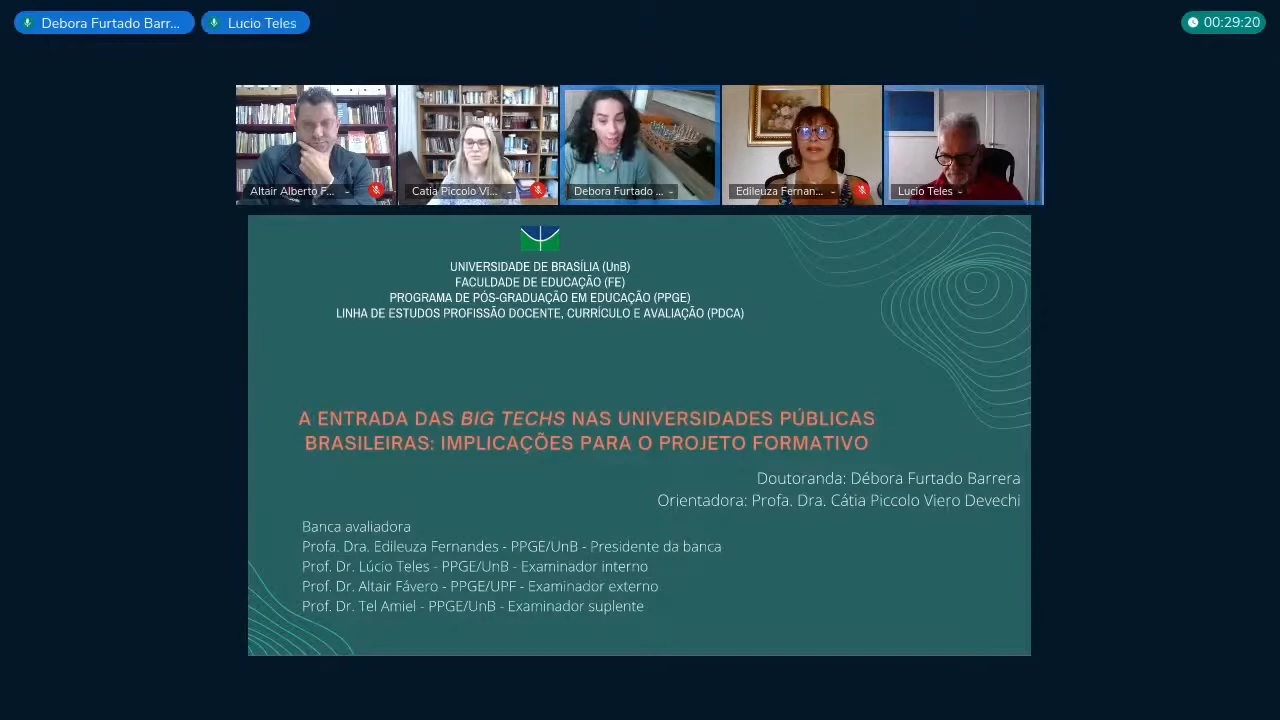 Debora Furtado Barr...
Lucio Teles
00:29:20
Altair Alberto F...
Catia Piccolo Vi...
Debora Furtado ...
Edileuza Fernan...
Lucio Teles
UNIVERSIDADE DE BRASÍLIA (UnB)
FACULDADE DE EDUCAÇÃO (FE)
PROGRAMA DE PÓS-GRADUAÇÃO EM EDUCAÇÃO (PPGE)
LINHA DE ESTUDOS PROFISSÃO DOCENTE, CURRÍCULO E AVALIAÇÃO (PDCA)
A ENTRADA DAS BIG TECHS NAS UNIVERSIDADES PÚBLICAS
BRASILEIRAS: IMPLICAÇÕES PARA O PROJETO FORMATIVO
Doutoranda: Débora Furtado Barrera
Orientadora: Profa. Dra. Cátia Piccolo Viero Devechi
Banca avaliadora
Profa. Dra. Edileuza Fernandes - PPGE/UnB - Presidente da banca
Prof. Dr. Lúcio Teles - PPGE/UnB - Examinador interno
Prof. Dr. Altair Fávero - PPGE/UPF - Examinador externo
Prof. Dr. Tel Amiel - PPGE/UnB - Examinador suplente